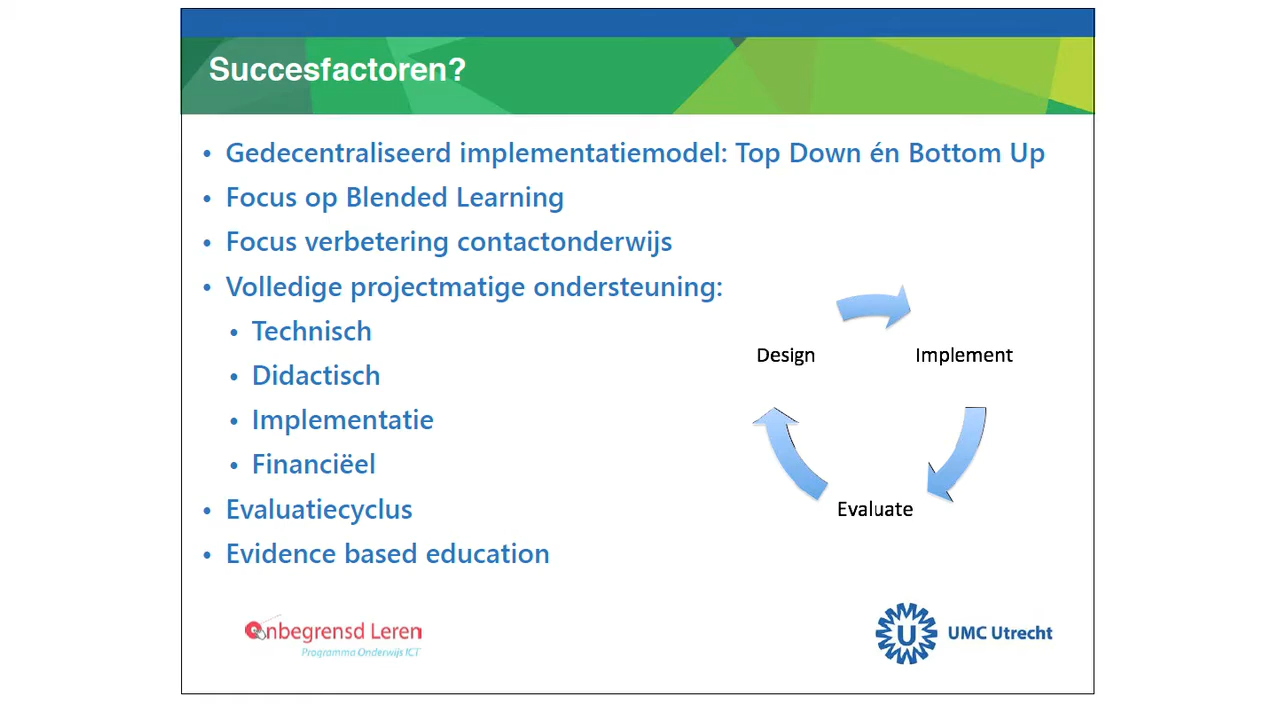 Succesfactoren?
• Gedecentraliseerd implementatiemodel: Top Down én Bottom Up
• Focus op Blended Learning
• Focus verbetering contactonderwijs
• Volledige projectmatige ondersteuning:
• Technisch
• Didactisch
• Implementatie
• Financiëel
• Evaluatiecyclus
• Evidence based education
Design
Implement
Evaluate
Onbegrensd Leren
Programma Onderwijs ICT
U
UMC Utrecht